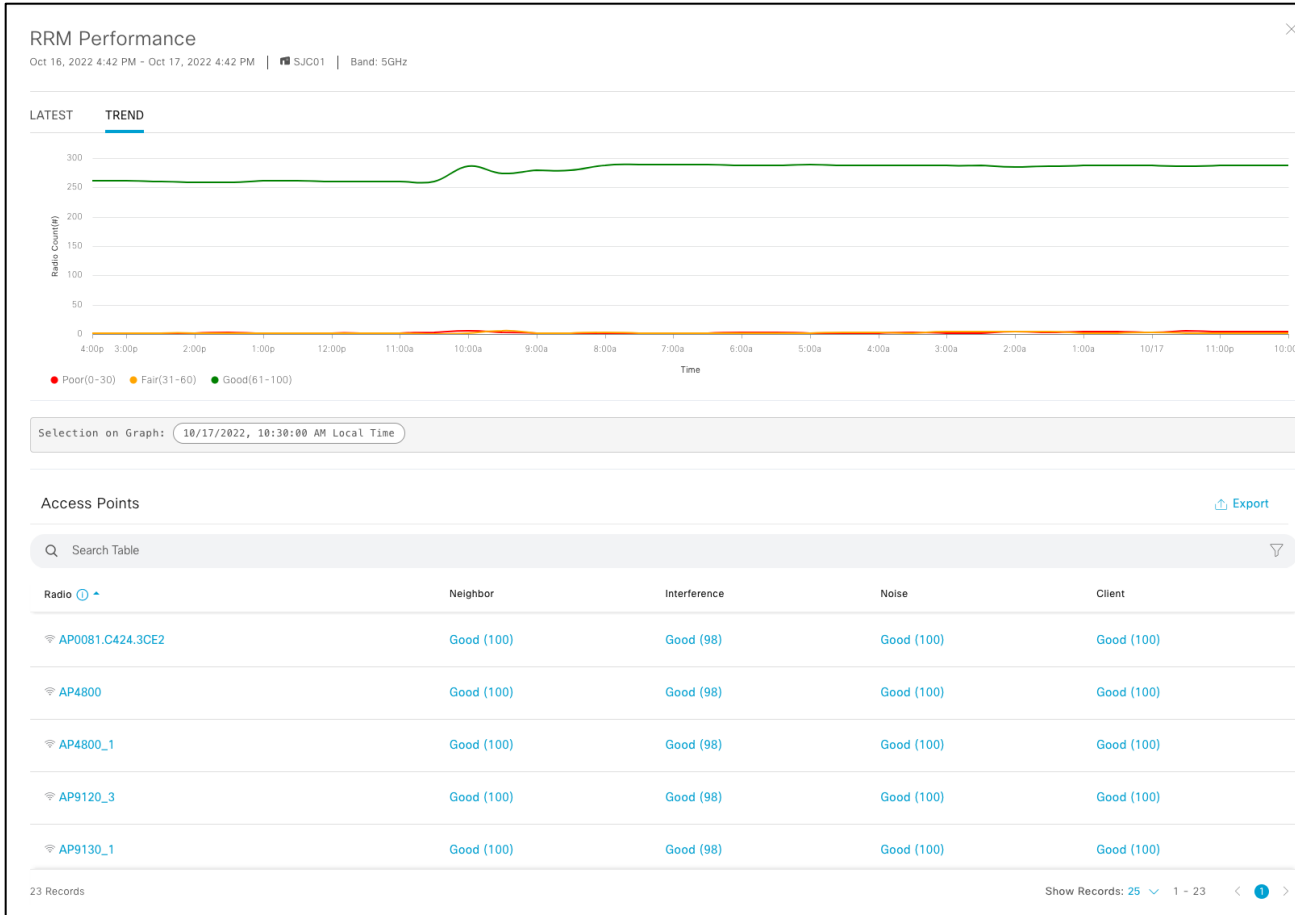 RRM Performance
Oct 16, 2022 4:42 PM - Oct 17, 2022 4:42 PM | SJC01 | Band: 5GHz
LATEST TREND
300
250
200
150
100
50
0
Radio Count(#)
4:00p 3:00p 2:00p 1:00p 12:00p 11:00a 10:00a 9:00a 8:00a 7:00a 6:00a 5:00a 4:00a 3:00a 2:00a 1:00a 10/17 11:00p 10:00
Time
Poor(0-30) Fair(31-60) Good(61-100)
Selection on Graph: 10/17/2022, 10:30:00 AM Local Time
Access Points Export
Search Table
Radio Neighbor Interference Noise Client
AP0081.C424.3CE2 Good (100) Good (98) Good (100) Good (100)
AP4800 Good (100) Good (98) Good (100) Good (100)
AP4800_1 Good (100) Good (98) Good (100) Good (100)
AP9120_3 Good (100) Good (98) Good (100) Good (100)
AP9130_1 Good (100) Good (98) Good (100) Good (100)
23 Records Show Records: 25 1 - 23 < 1 >